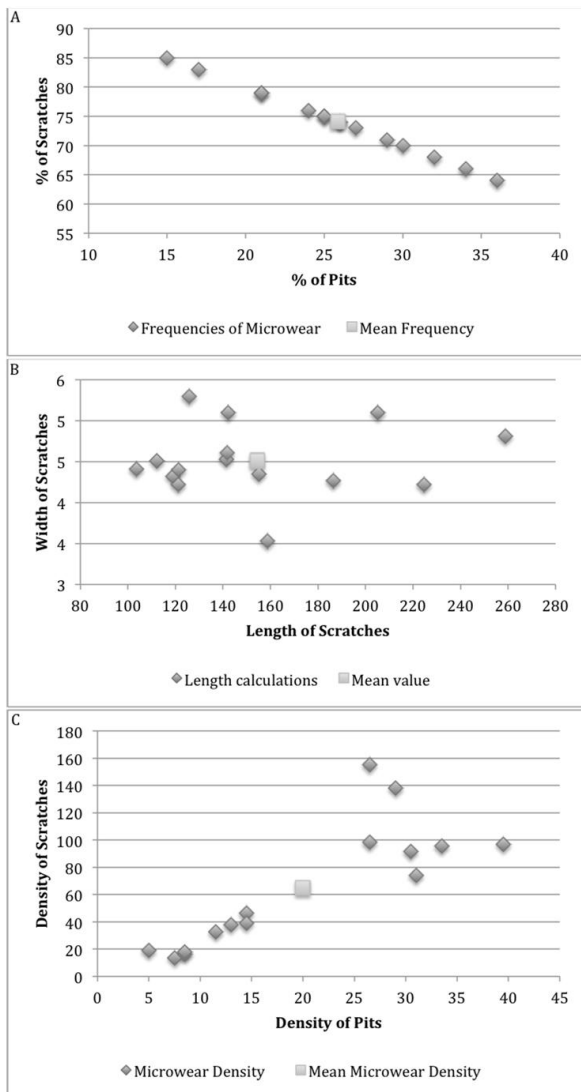 A
90
85
80
75
70
65
60
55
% of Scratches
10 15 20 25 30 35 40
% of Pits
Frequencies of Microwear Mean Frequency
B
6
5
5
4
4
3
Width of Scratches
80 100 120 140 160 180 200 220 240 260 280
Length of Scratches
Length calculations Mean value
C
180
160
140
120
100
80
60
40
20
0
Density of Scratches
0 5 10 15 20 25 30 35 40 45
Density of Pits
Microwear Density Mean Microwear Density